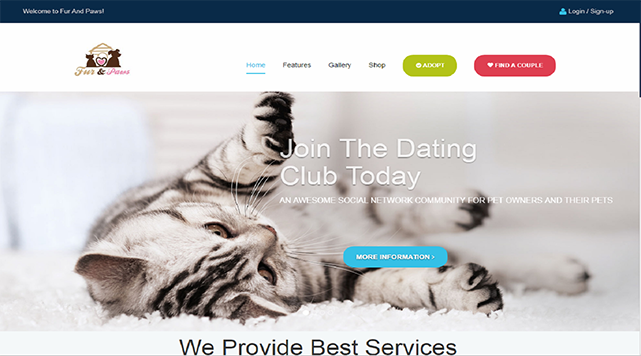 Welcome to Fur And Paws!
Login / Sign-up
Fur & Paws
Home
Features
Gallery
Shop
ADOPT
FIND A COUPLE
Join The Dating
Club Today
AN AWESOME SOCIAL NETWORK COMMUNITY FOR PET OWNERS AND THEIR PETS
MORE INFORMATION >
We Provide Best Services